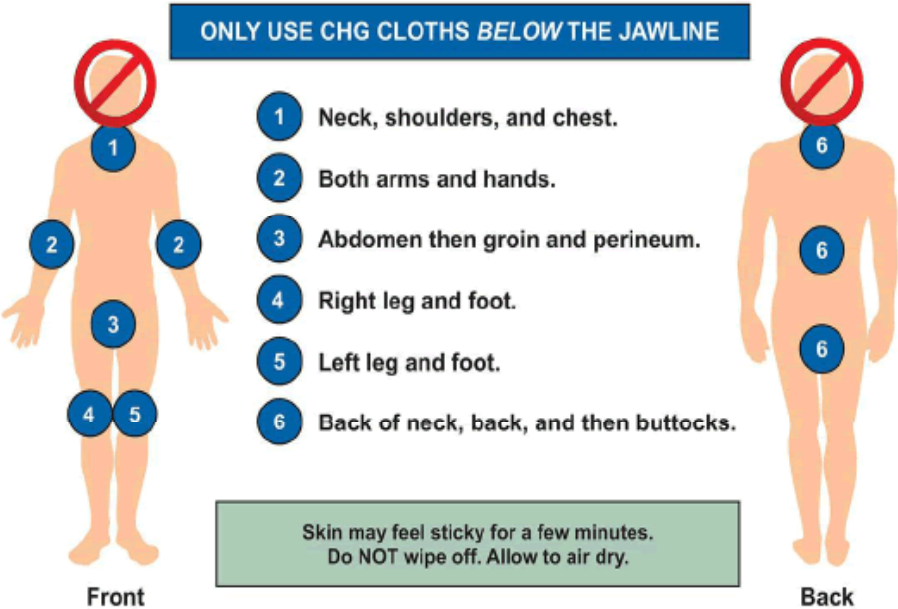 ONLY USE CHG CLOTHS BELOW THE JAWLINE
1 Neck, shoulders, and chest.
2 Both arms and hands.
3 Abdomen then groin and perineum.
4 Right leg and foot.
5 Left leg and foot.
6 Back of neck, back, and then buttocks.
Skin may feel sticky for a few minutes.
Do NOT wipe off. Allow to air dry.
1
2 2
3
4 5
Front
6
6
6
Back